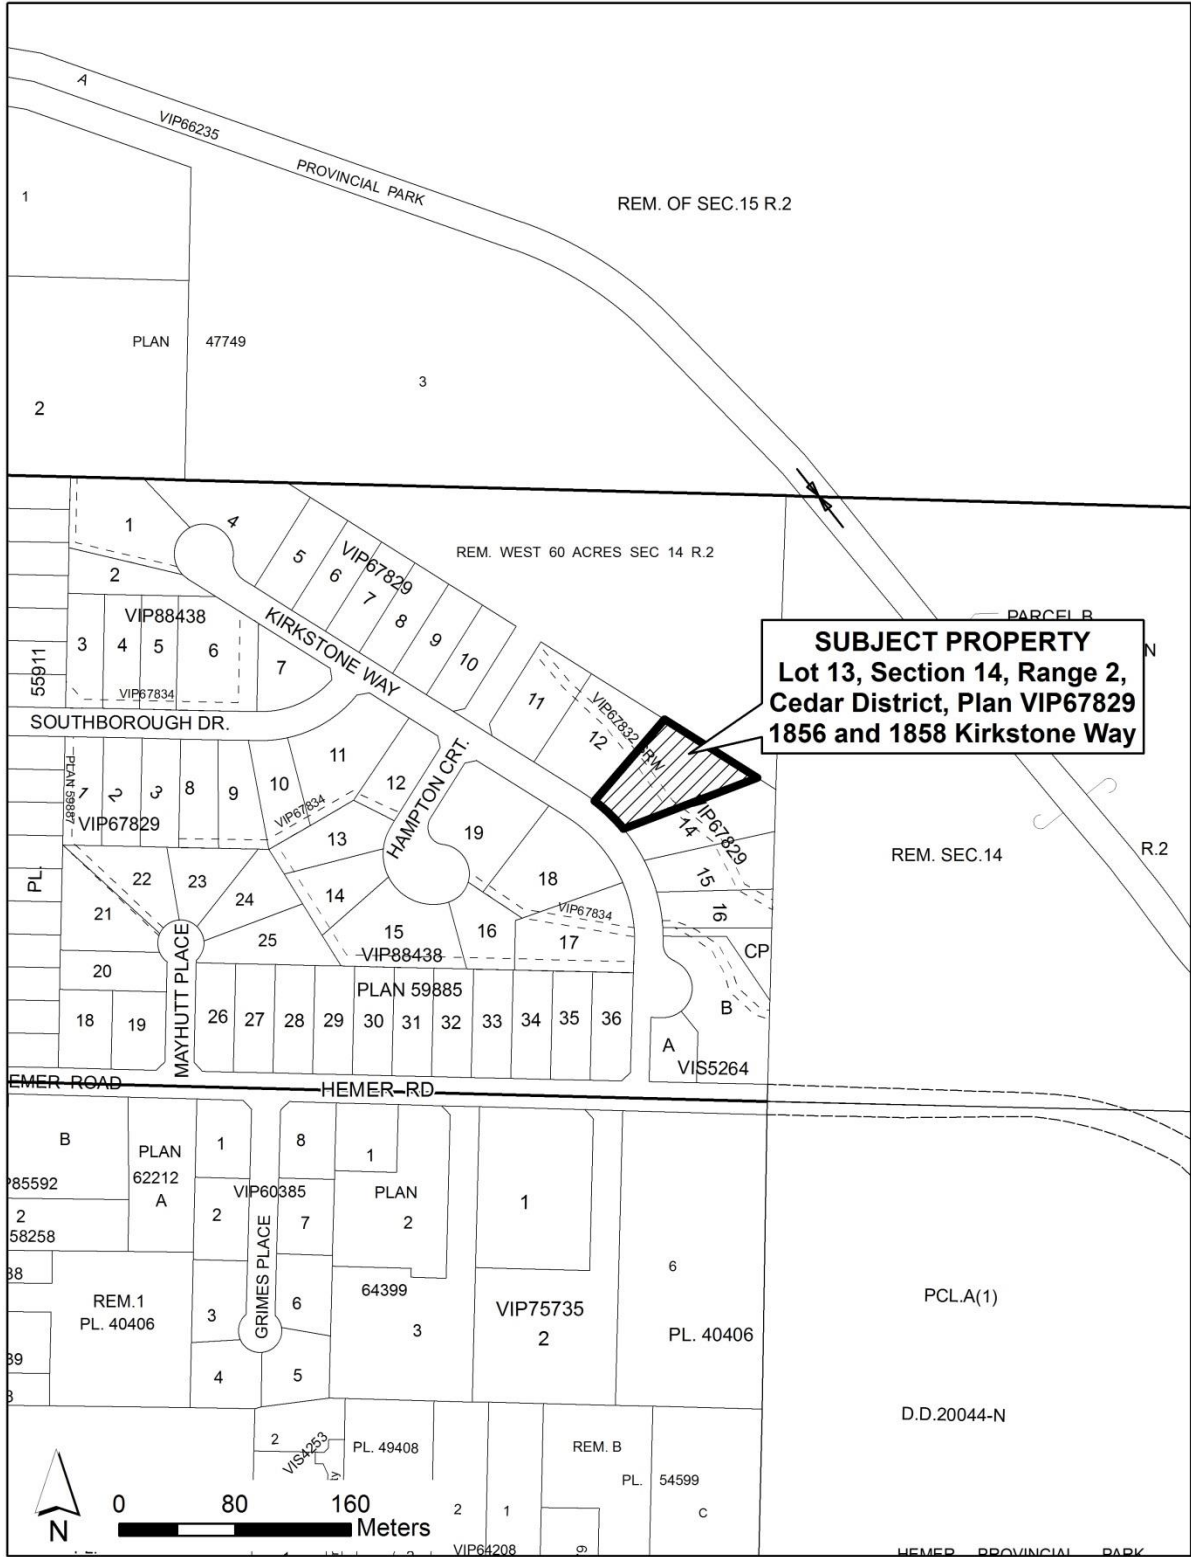 A
VIP66235
PROVINCIAL PARK
REM. OF SEC.15 R.2
1
PLAN 47749
3
2
1
4
5
6
7
8
9
10
VIP67829
REM. WEST 60 ACRES SEC 14 R.2
2
VIP88438
3
4
5
6
7
VIP67834
55911
KIRKSTONE WAY
PARCEL B
N
SUBJECT PROPERTY
Lot 13, Section 14, Range 2,
Cedar District, Plan VIP67829
1856 and 1858 Kirkstone Way
SOUTHBOROUGH DR.
11
12
VIP67832 SRW
11
12
HAMPTON CRT.
PLAN 59887
1
2
3
8
9
10
VIP67834
VIP67829
13
19
14
VIP67829
15
16
REM. SEC.14
R.2
PL.
22
23
24
21
25
14
15
16
18
VIP67834
17
VIP88438
CP
B
20
MAYHUTT PLACE
PLAN 59885
18
19
26
27
28
29
30
31
32
33
34
35
36
A
VIS5264
EMER ROAD
HEMER RD
B
PLAN
62212
A
1
8
1
P85592
VIP60385
PLAN
2
1
2
58258
2
7
GRIMES PLACE
6
38
REM.1
PL. 40406
3
6
64399
3
VIP75735
2
PL. 40406
PCL.A(1)
39
4
5
D.D.20044-N
2
VIS4253
PL. 49408
REM. B
PL. 54599
C
2
1
VIP64208
N
0 80 160
Meters
HEMER PROVINCIAL PARK